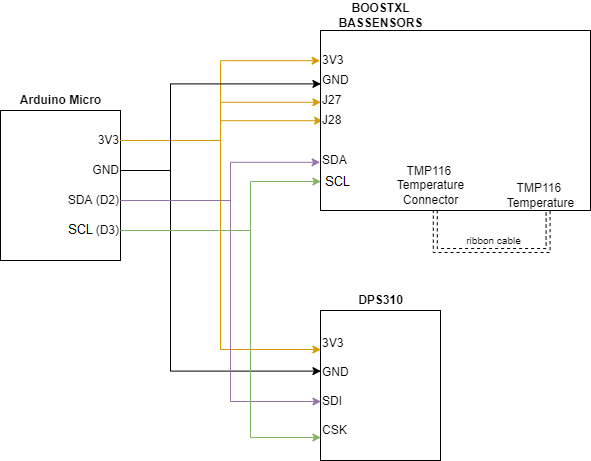 BOOSTXL
BASSENSORS
3V3
GND
J27
J28
SDA
SCL
TMP116
Temperature
Connector
TMP116
Temperature
ribbon cable
Arduino Micro
3V3
GND
SDA (D2)
SCL (D3)
DPS310
3V3
GND
SDI
CSK